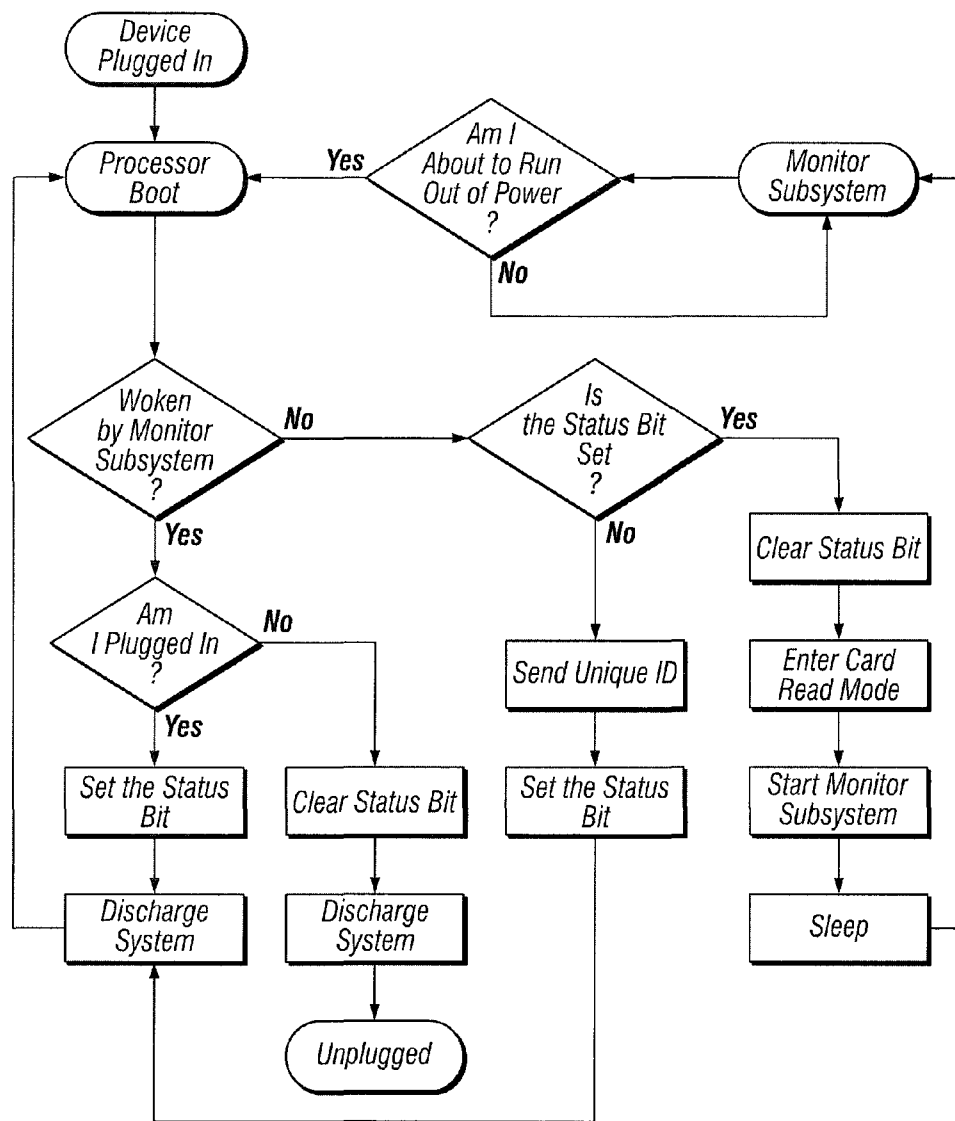 Device
Plugged In
Processor
Boot
Yes
Am I
About to Run
Out of Power
?
No
Monitor
Subsystem
Woken
by Monitor
Subsystem
?
No
Yes
Is
the Status Bit
Set
?
Yes
No
Clear Status Bit
Am
I Plugged In
?
No
Yes
Send Unique ID
Enter Card
Read Mode
Set the Status
Bit
Clear Status Bit
Set the Status
Bit
Start Monitor
Subsystem
Discharge
System
Discharge
System
Sleep
Unplugged